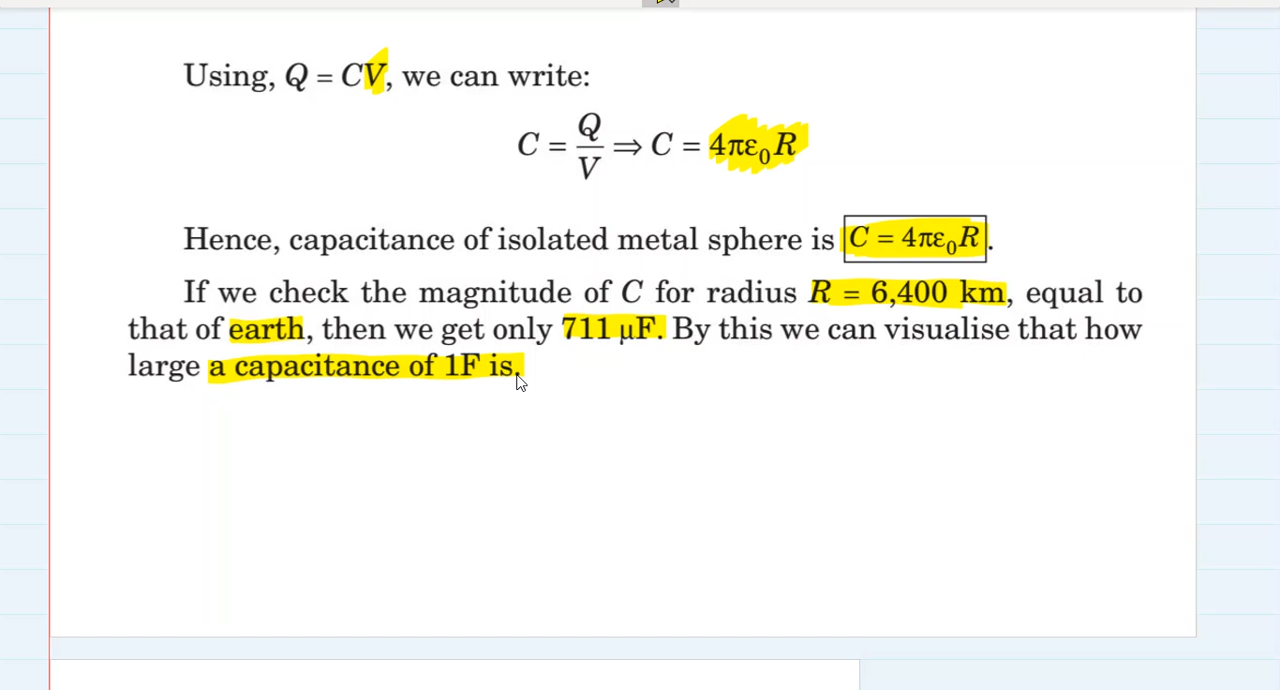 Using, Q = CV, we can write:
C = Q/V ⇒ C = 4πε₀R
Hence, capacitance of isolated metal sphere is C = 4πε₀R.
If we check the magnitude of C for radius R = 6,400 km, equal to
that of earth, then we get only 711 μF. By this we can visualise that how
large a capacitance of 1F is.